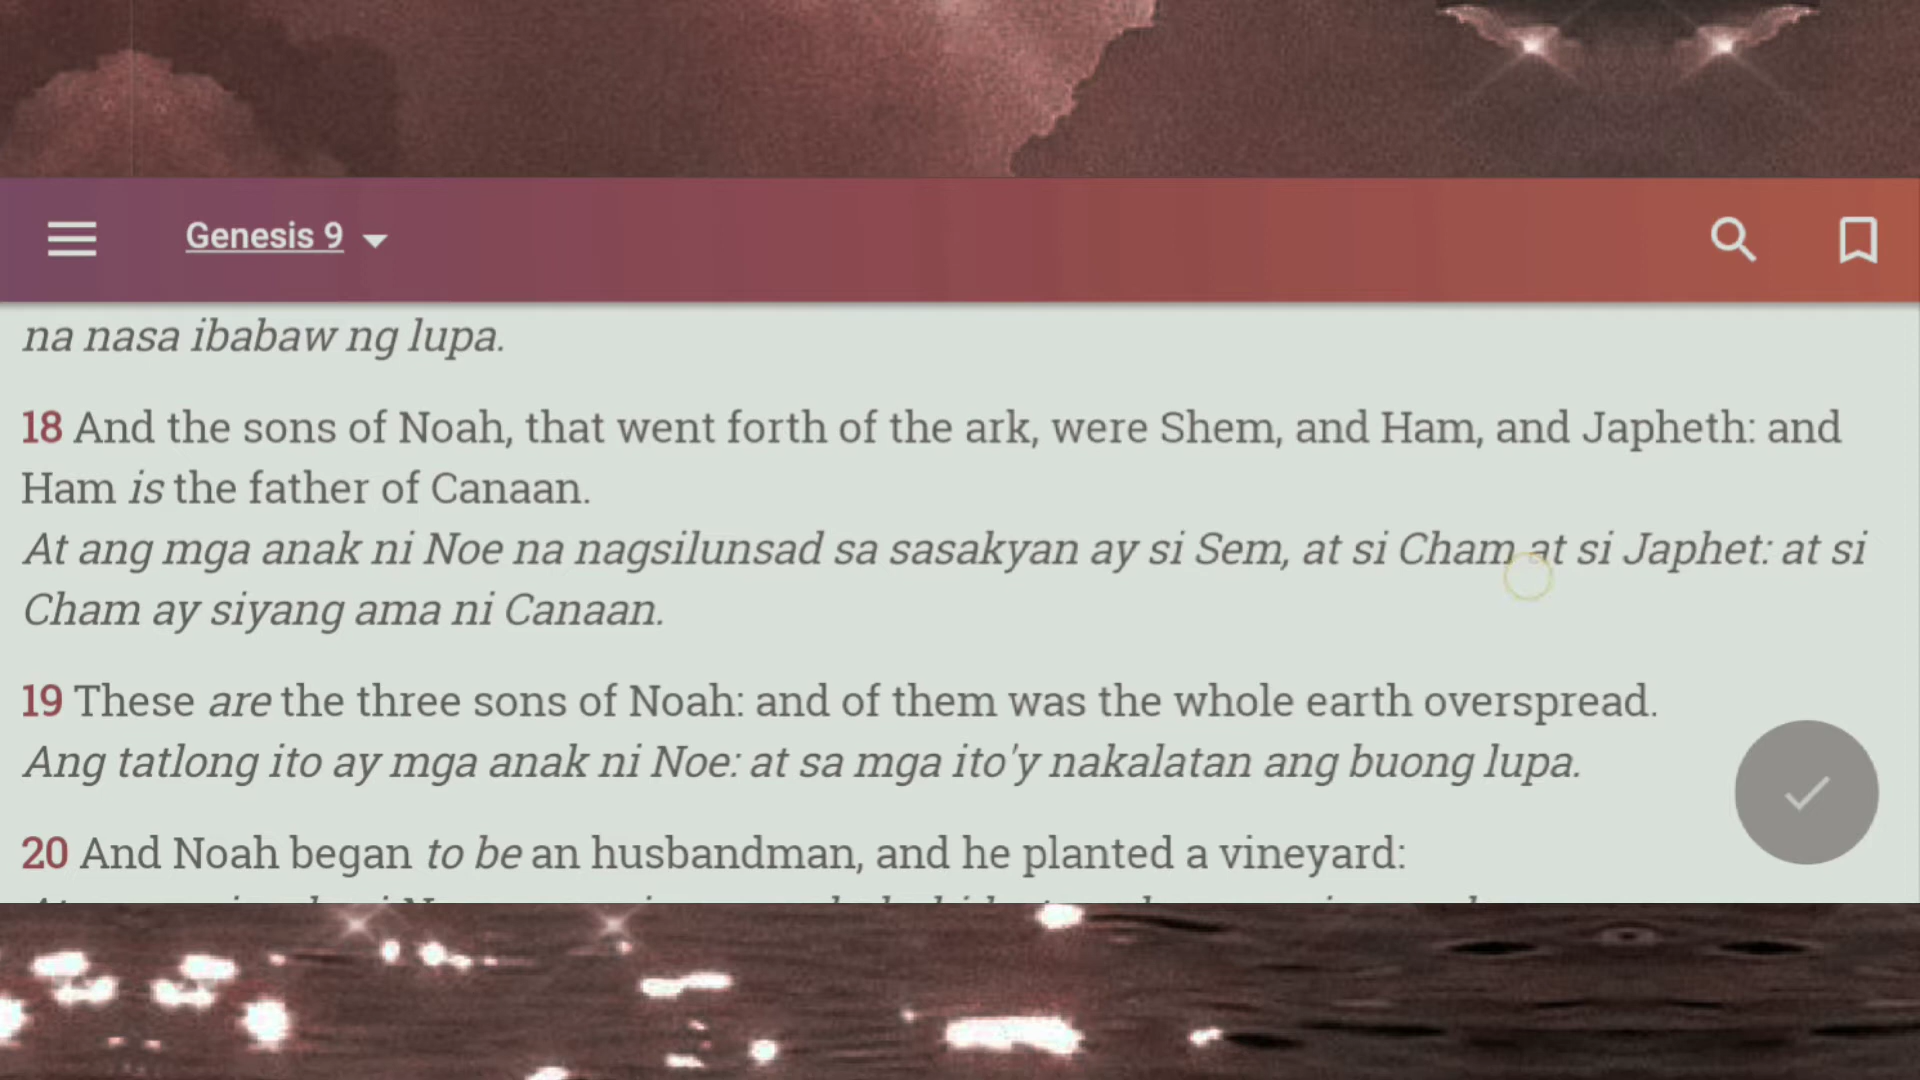 Genesis 9
na nasa ibabaw ng lupa.
18 And the sons of Noah, that went forth of the ark, were Shem, and Ham, and Japheth: and
Ham is the father of Canaan.
At ang mga anak ni Noe na nagsilunsad sa sasakyan ay si Sem, at si Cham at si Japhet: at si
Cham ay siyang ama ni Canaan.
19 These are the three sons of Noah: and of them was the whole earth overspread.
Ang tatlong ito ay mga anak ni Noe: at sa mga ito'y nakalatan ang buong lupa.
20 And Noah began to be an husbandman, and he planted a vineyard: